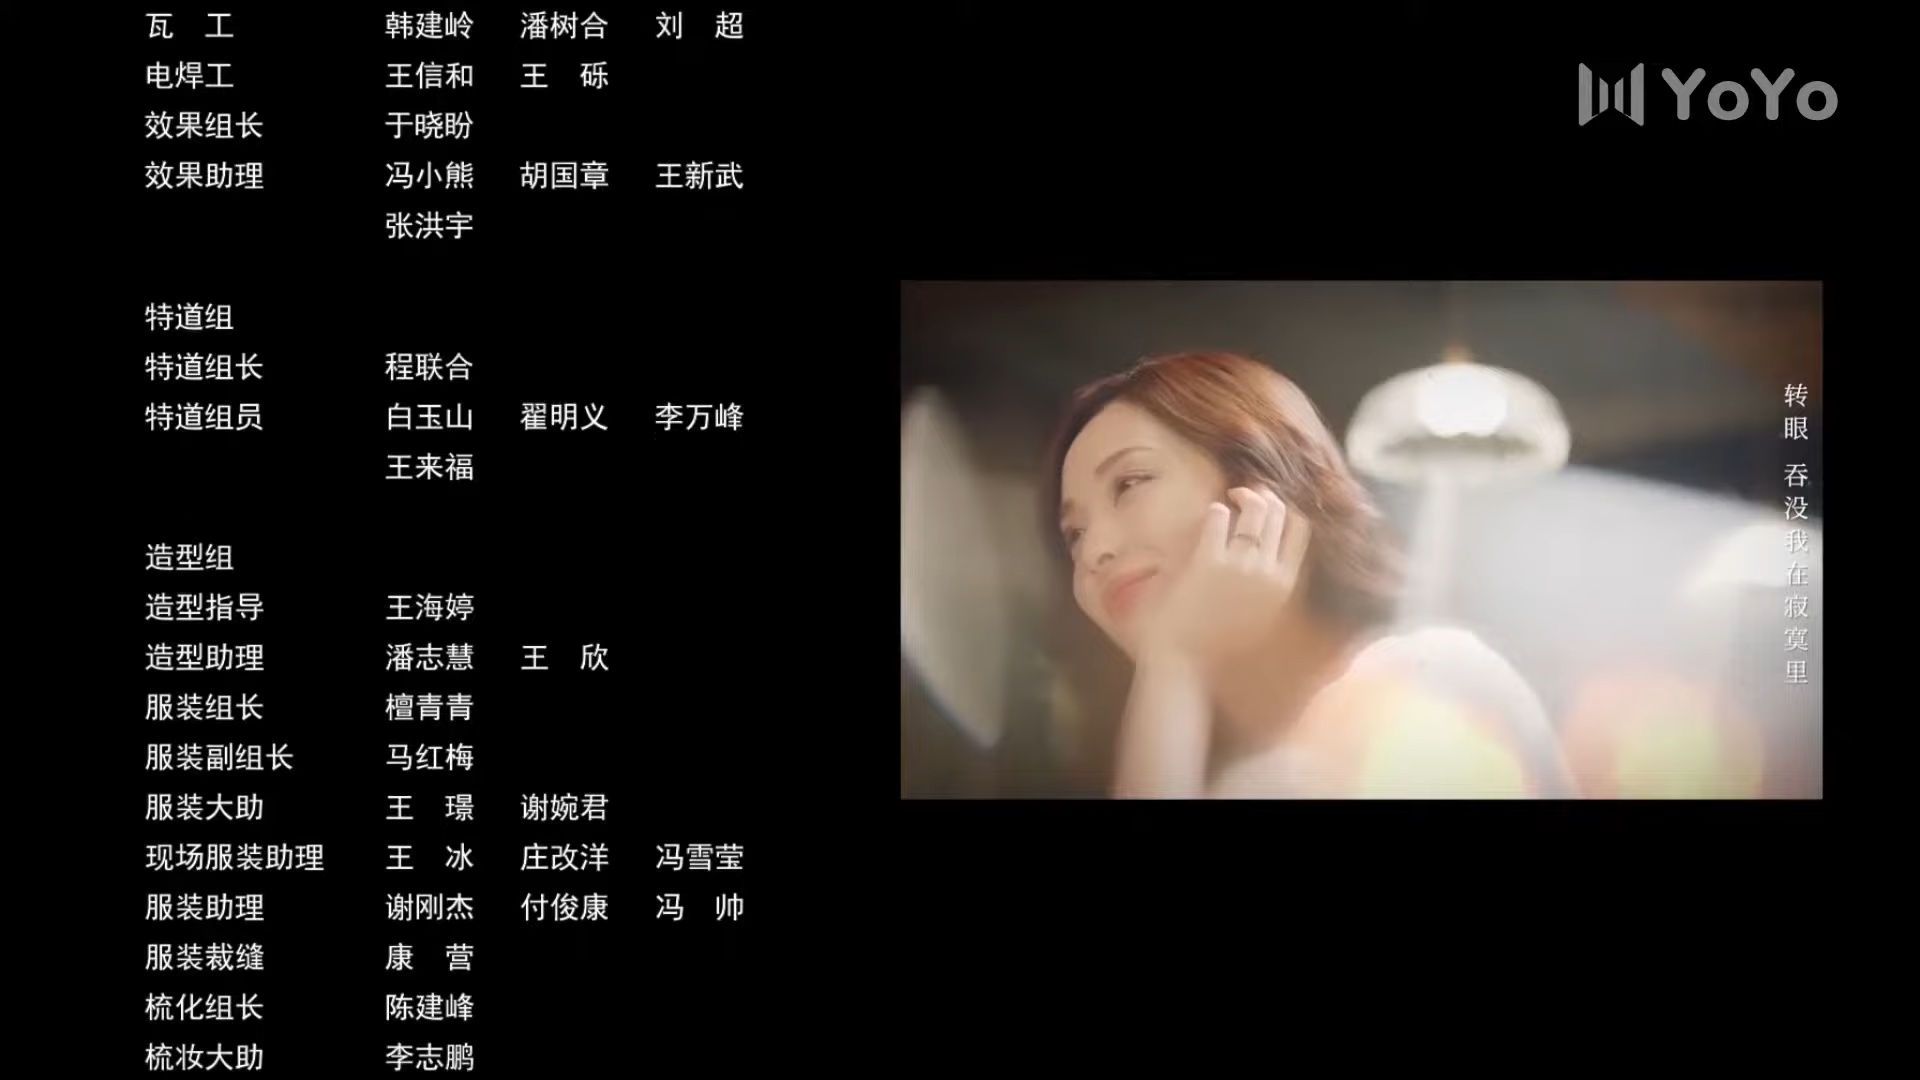 瓦　工 韩建岭 潘树合 刘　超
电焊工 王信和 王　砾
效果组长 于晓盼
效果助理 冯小熊 胡国章 王新武
张洪宇
特道组
特道组长 程联合
特道组员 白玉山 翟明义 李万峰
王来福
造型组
造型指导 王海婷
造型助理 潘志慧 王　欣
服装组长 檀青青
服装副组长 马红梅
服装大助 王　璟 谢婉君
现场服装助理 王　冰 庄改洋 冯雪莹
服装助理 谢刚杰 付俊康 冯　帅
服装裁缝 康　营
梳化组长 陈建峰
梳妆大助 李志鹏
YoYo
转眼 吞没我在寂寞里